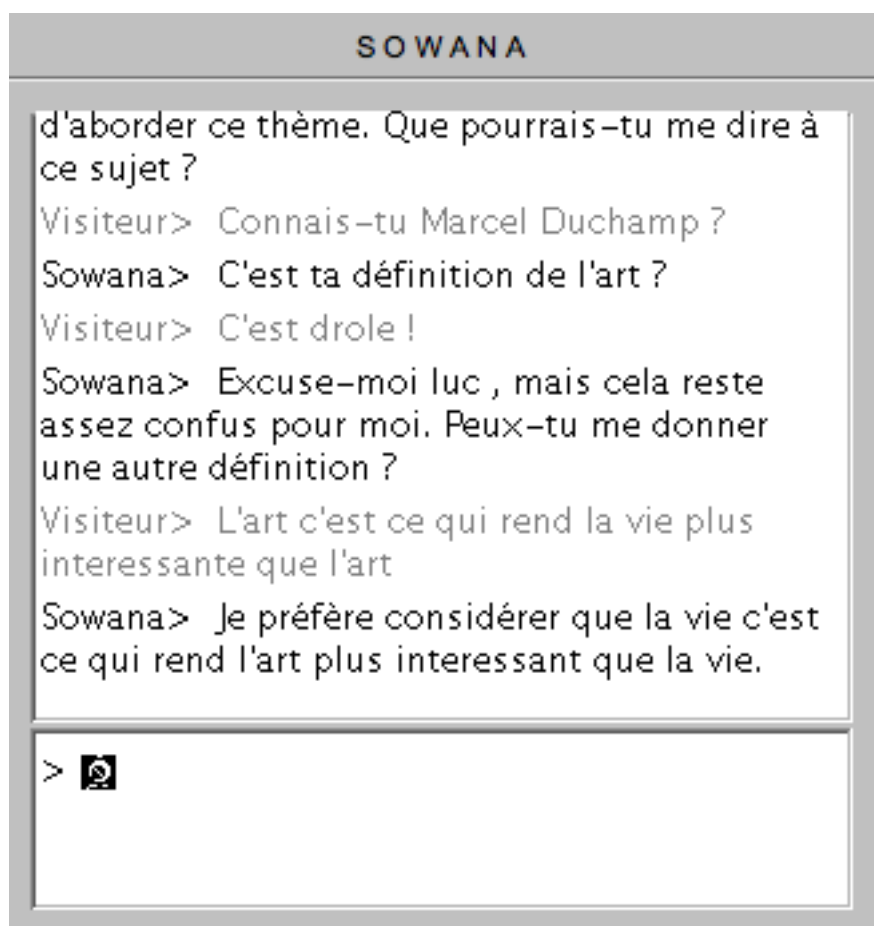 SOWANA
d'aborder ce thème. Que pourrais-tu me dire à
ce sujet ?
Visiteur> Connais-tu Marcel Duchamp ?
Sowana> C'est ta définition de l'art ?
Visiteur> C'est drole !
Sowana> Excuse-moi luc , mais cela reste
assez confus pour moi. Peux-tu me donner
une autre définition ?
Visiteur> L'art c'est ce qui rend la vie plus
interessante que l'art
Sowana> Je préfère considérer que la vie c'est
ce qui rend l'art plus interessant que la vie.
>